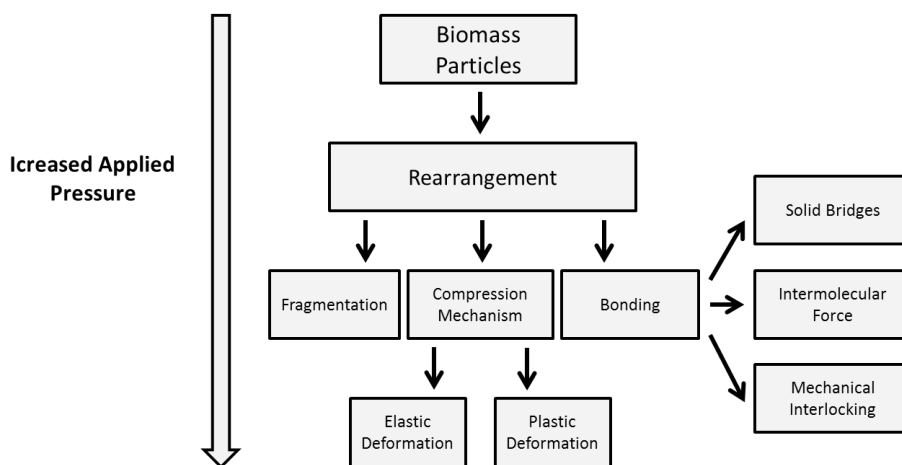 Biomass
Particles
Icreased Applied
Pressure
Rearrangement
Solid Bridges
Fragmentation
Compression
Mechanism
Bonding
Intermolecular
Force
Elastic
Deformation
Plastic
Deformation
Mechanical
Interlocking